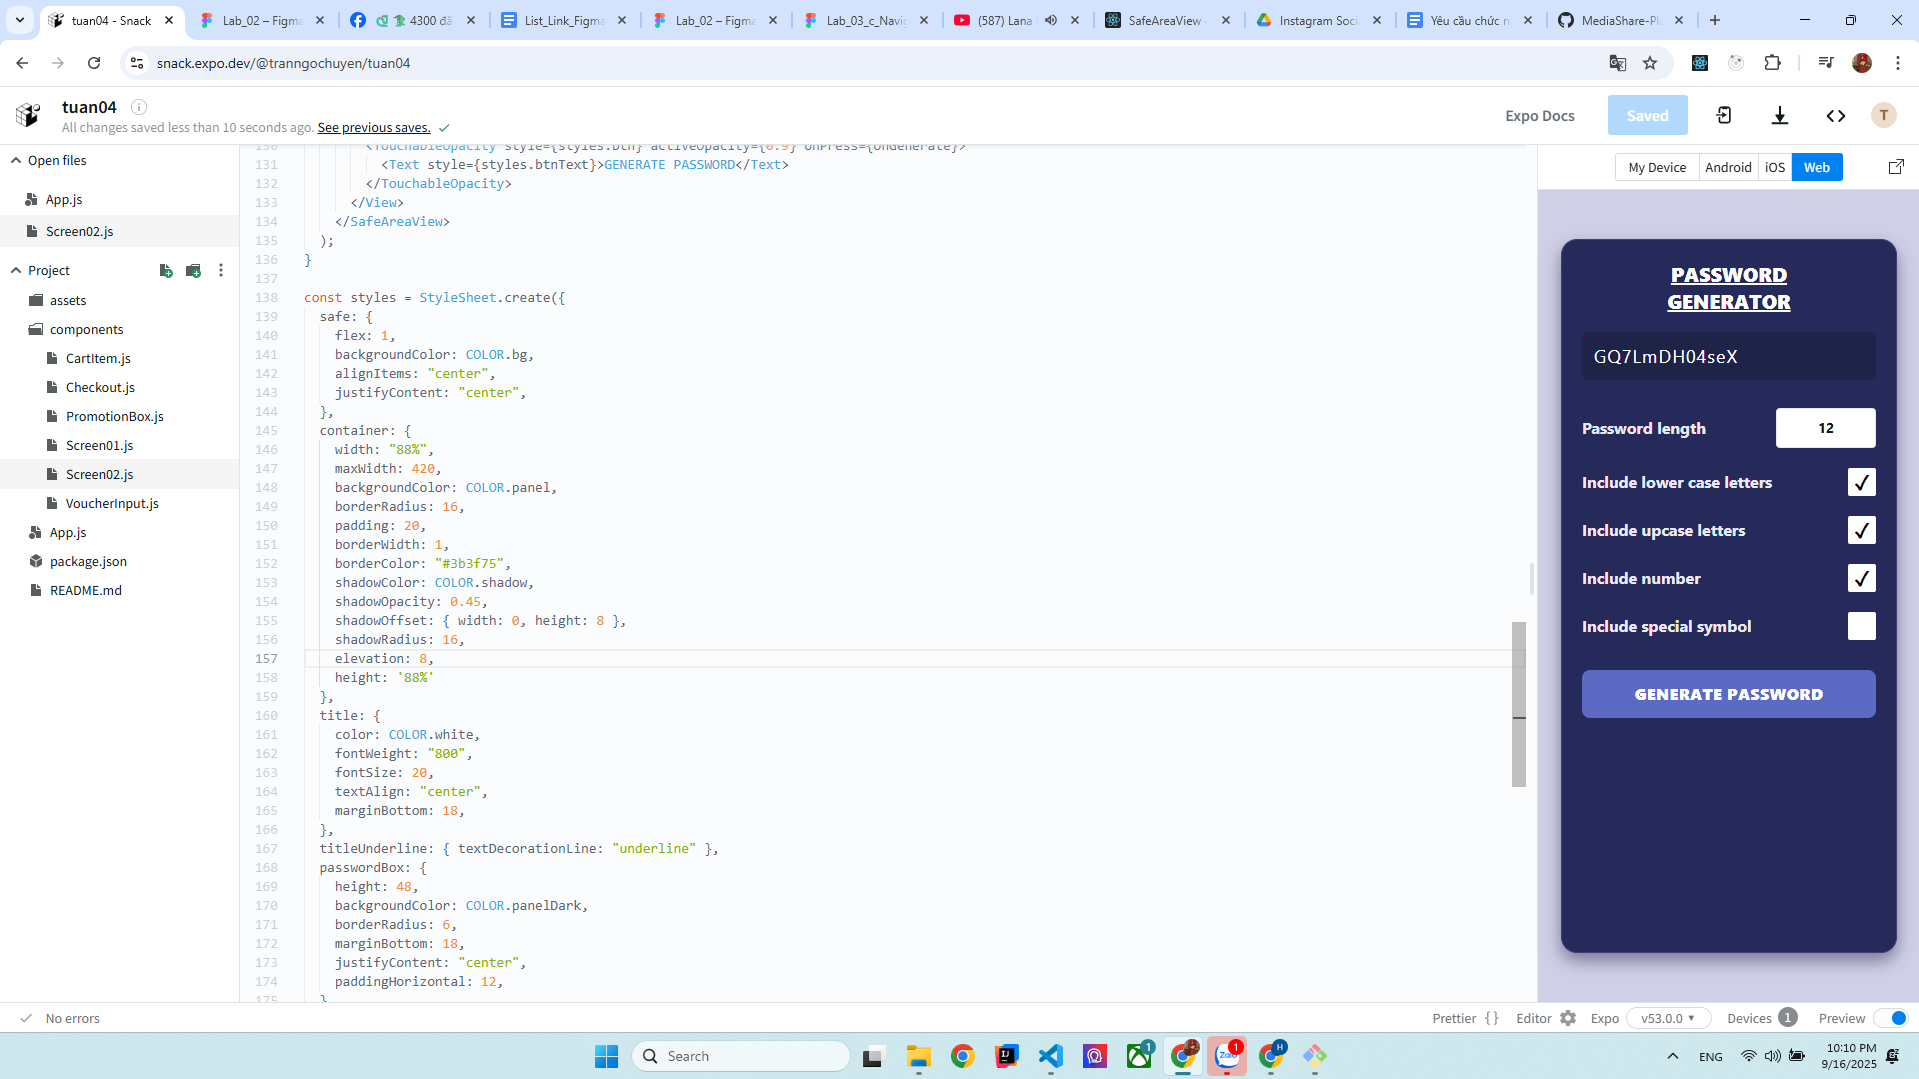 tuan04 - Snack
Lab_02 – Figma
4300 đã
List_Link_Figma
Lab_02 – Figma
Lab_03_c_Navig
(587) Lana
SafeAreaView -
Instagram Socia
Yêu cầu chức n
MediaShare-Pl
snack.expo.dev/@tranngochuyen/tuan04
tuan04
All changes saved less than 10 seconds ago. See previous saves.
Expo Docs
Saved
T
Open files
App.js
Screen02.js
Project
assets
components
CartItem.js
Checkout.js
PromotionBox.js
Screen01.js
Screen02.js
VoucherInput.js
App.js
package.json
README.md
130 <TouchableOpacity style={styles.btn} activeOpacity={0.9} onPress={onGenerate}>
131 <Text style={styles.btnText}>GENERATE PASSWORD</Text>
132 </TouchableOpacity>
133 </View>
134 </SafeAreaView>
135 );
136 }
137
138 const styles = StyleSheet.create({
139 safe: {
140 flex: 1,
141 backgroundColor: COLOR.bg,
142 alignItems: "center",
143 justifyContent: "center",
144 },
145 container: {
146 width: "88%",
147 maxWidth: 420,
148 backgroundColor: COLOR.panel,
149 borderRadius: 16,
150 padding: 20,
151 borderWidth: 1,
152 borderColor: "#3b3f75",
153 shadowColor: COLOR.shadow,
154 shadowOpacity: 0.45,
155 shadowOffset: { width: 0, height: 8 },
156 shadowRadius: 16,
157 elevation: 8,
158 height: '88%'
159 },
160 title: {
161 color: COLOR.white,
162 fontWeight: "800",
163 fontSize: 20,
164 textAlign: "center",
165 marginBottom: 18,
166 },
167 titleUnderline: { textDecorationLine: "underline" },
168 passwordBox: {
169 height: 48,
170 backgroundColor: COLOR.panelDark,
171 borderRadius: 6,
172 marginBottom: 18,
173 justifyContent: "center",
174 paddingHorizontal: 12,
175 }
My Device
Android
iOS
Web
PASSWORD
GENERATOR
GQ7LmDH04seX
Password length 12
Include lower case letters
Include upcase letters
Include number
Include special symbol
GENERATE PASSWORD
No errors
Prettier { }
Editor
Expo v53.0.0
Devices 1
Preview
Search
1
Zalo
1
H
ENG
10:10 PM
9/16/2025